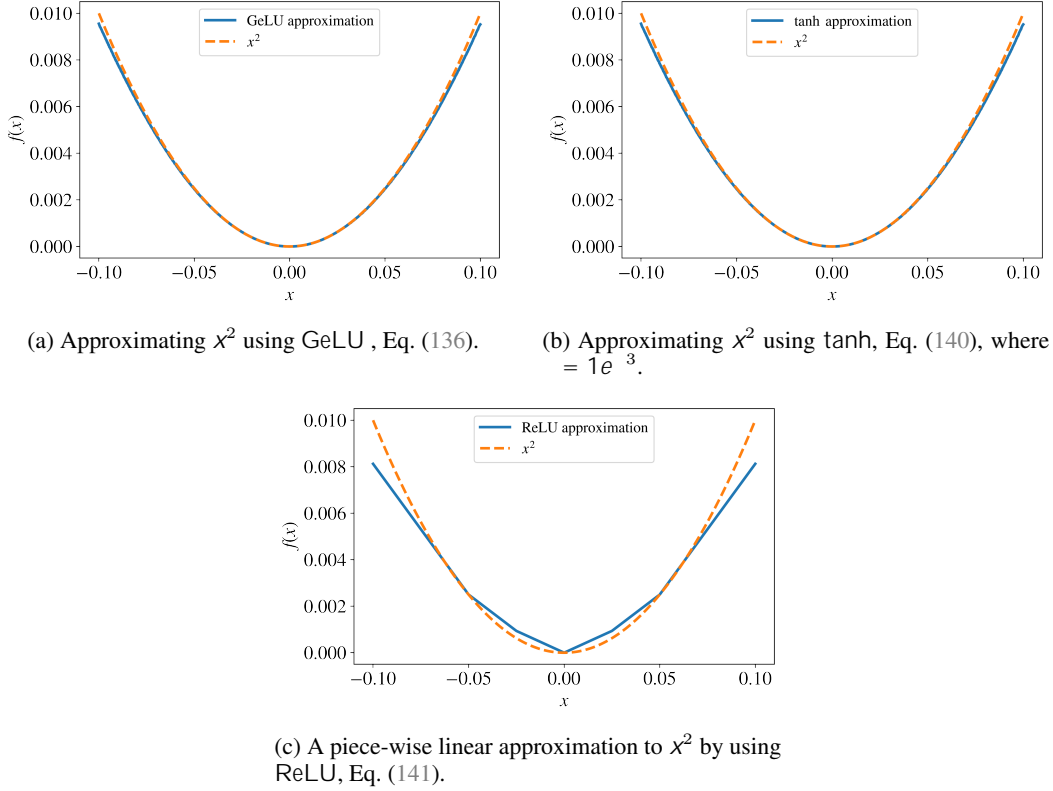 0.010
0.008
0.006
0.004
0.002
0.000
f(x)
GeLU approximation
x²
−0.10 −0.05 0.00 0.05 0.10
x
0.010
0.008
0.006
0.004
0.002
0.000
f(x)
tanh approximation
x²
−0.10 −0.05 0.00 0.05 0.10
x
(a) Approximating x² using GeLU , Eq. (136).
(b) Approximating x² using tanh, Eq. (140), where
= 1e 3.
0.010
0.008
0.006
0.004
0.002
0.000
f(x)
ReLU approximation
x²
−0.10 −0.05 0.00 0.05 0.10
x
(c) A piece-wise linear approximation to x² by using
ReLU, Eq. (141).